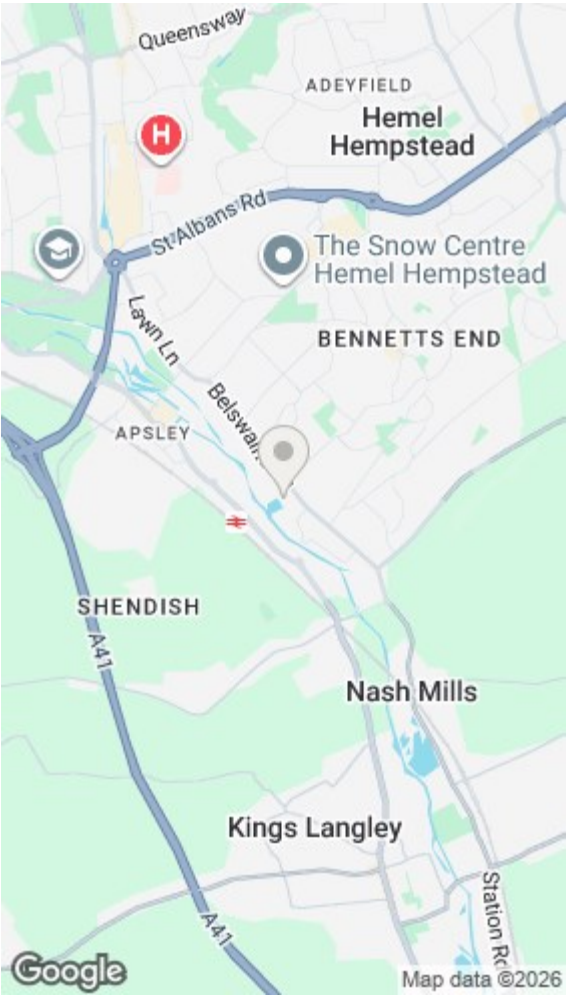 Queensway
ADEYFIELD
Hemel
Hempstead
H
St Albans Rd
The Snow Centre
Hemel Hempstead
Lawn Ln
BENNETTS END
Belswain
APSLEY
SHENDISH
A41
Nash Mills
Kings Langley
Station Rd
A41
Google
Map data ©2026